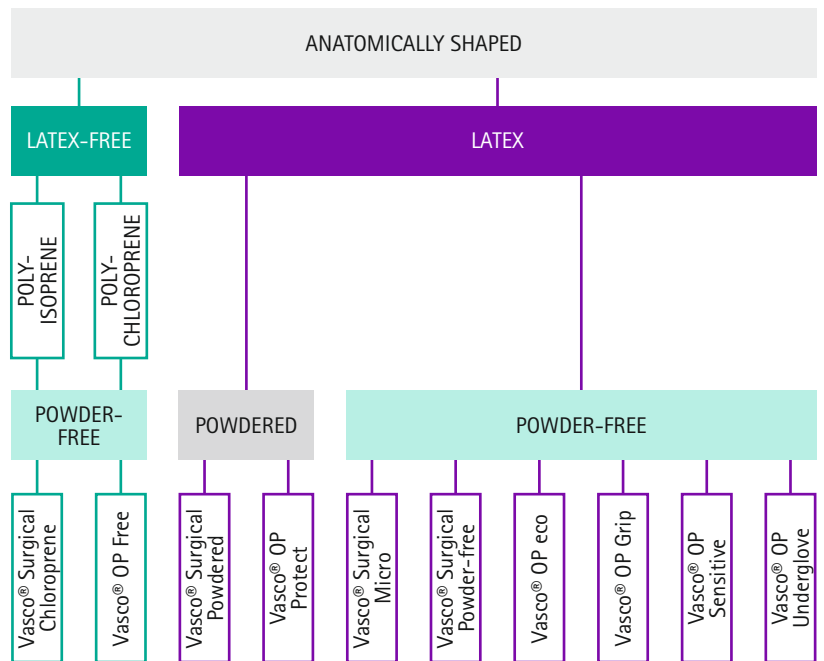 ANATOMICALLY SHAPED
LATEX-FREE
LATEX
POLY-
ISOPRENE
POLY-
CHLOROPRENE
POWDER-
FREE
POWDERED
POWDER-FREE
Vasco® Surgical
Chloroprene
Vasco® OP Free
Vasco® Surgical
Powdered
Vasco® OP
Protect
Vasco® Surgical
Micro
Vasco® Surgical
Powder-free
Vasco® OP eco
Vasco® OP Grip
Vasco® OP
Sensitive
Vasco® OP
Underglove